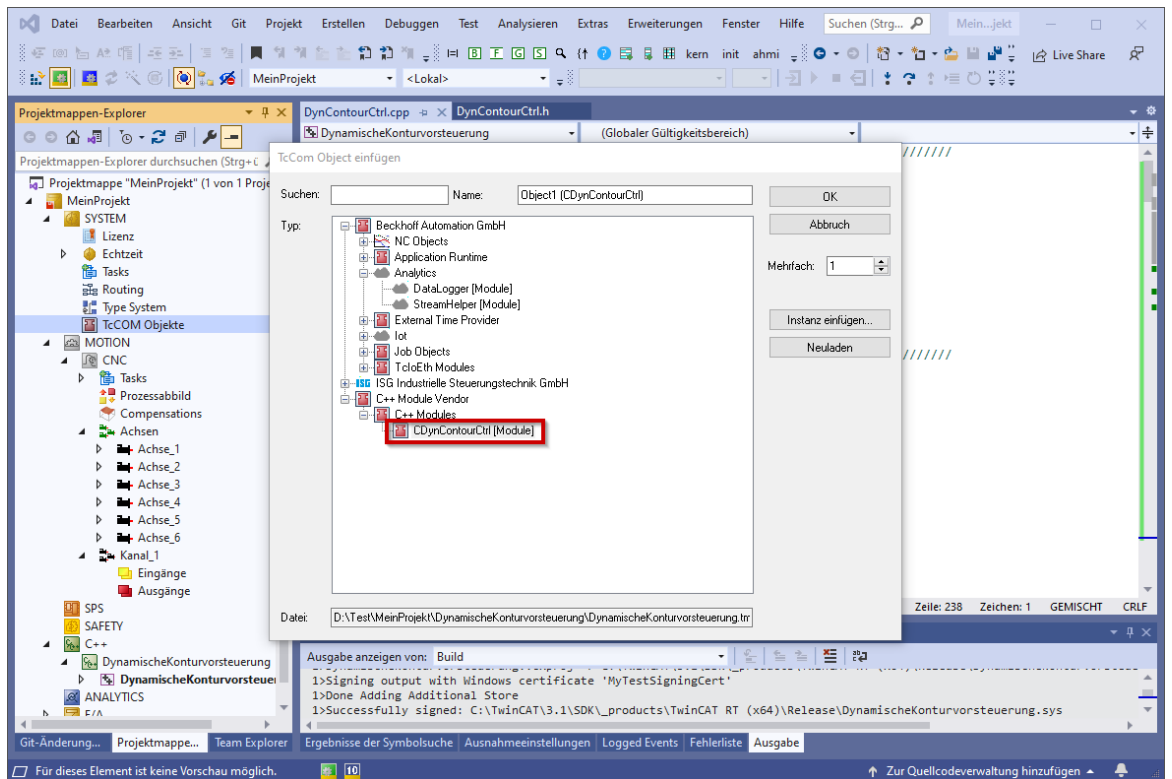 Datei Bearbeiten Ansicht Git Projekt Erstellen Debuggen Test Analysieren Extras Erweiterungen Fenster Hilfe Suchen (Strg... Mein...jekt
B F G S kern init ahmi Live Share
MeinProjekt <Lokal>
Projektmappen-Explorer
Projektmappen-Explorer durchsuchen (Strg+
Projektmappe "MeinProjekt" (1 von 1 Proje
MeinProjekt
SYSTEM
Lizenz
Echtzeit
Tasks
Routing
Type System
TcCOM Objekte
MOTION
CNC
Tasks
Prozessabbild
Compensations
Achsen
Achse_1
Achse_2
Achse_3
Achse_4
Achse_5
Achse_6
Kanal_1
Eingänge
Ausgänge
SPS
SAFETY
C++
DynamischeKonturvorsteuerung
DynamischeKonturvorsteuer
ANALYTICS
E/A
Git-Änderung... Projektmappe... Team Explorer
DynContourCtrl.cpp DynContourCtrl.h
DynamischeKonturvorsteuerung (Globaler Gültigkeitsbereich)
///////
///////
TcCom Object einfügen
Suchen: Name: Object1 (CDynContourCtrl) OK
Typ: Abbruch
Mehrfach: 1
Instanz einfügen...
Neuladen
Beckhoff Automation GmbH
NC Objects
Application Runtime
Analytics
DataLogger [Module]
StreamHelper [Module]
External Time Provider
Iot
Job Objects
TcIoEth Modules
ISG ISG Industrielle Steuerungstechnik GmbH
C++ Module Vendor
C++ Modules
CDynContourCtrl [Module]
Datei: D:\Test\MeinProjekt\DynamischeKonturvorsteuerung\DynamischeKonturvorsteuerung.tm
Zeile: 238 Zeichen: 1 GEMISCHT CRLF
Ausgabe anzeigen von: Build
1>Signing output with Windows certificate 'MyTestSigningCert'
1>Done Adding Additional Store
1>Successfully signed: C:\TwinCAT\3.1\SDK\_products\TwinCAT RT (x64)\Release\DynamischeKonturvorsteuerung.sys
Ergebnisse der Symbolsuche Ausnahmeeinstellungen Logged Events Fehlerliste Ausgabe
Für dieses Element ist keine Vorschau möglich. 10 Zur Quellcodeverwaltung hinzufügen